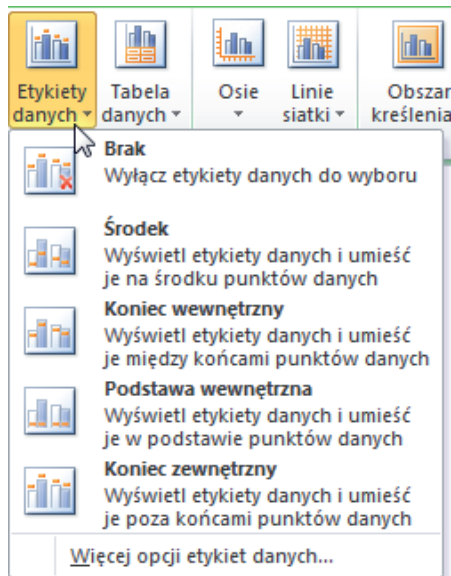 Etykiety danych
Tabela danych
Osie
Linie siatki
Obszar kreślenia
Brak
Wyłącz etykiety danych do wyboru
Środek
Wyświetl etykiety danych i umieść
je na środku punktów danych
Koniec wewnętrzny
Wyświetl etykiety danych i umieść
je między końcami punktów danych
Podstawa wewnętrzna
Wyświetl etykiety danych i umieść
je w podstawie punktów danych
Koniec zewnętrzny
Wyświetl etykiety danych i umieść
je poza końcami punktów danych
Więcej opcji etykiet danych...